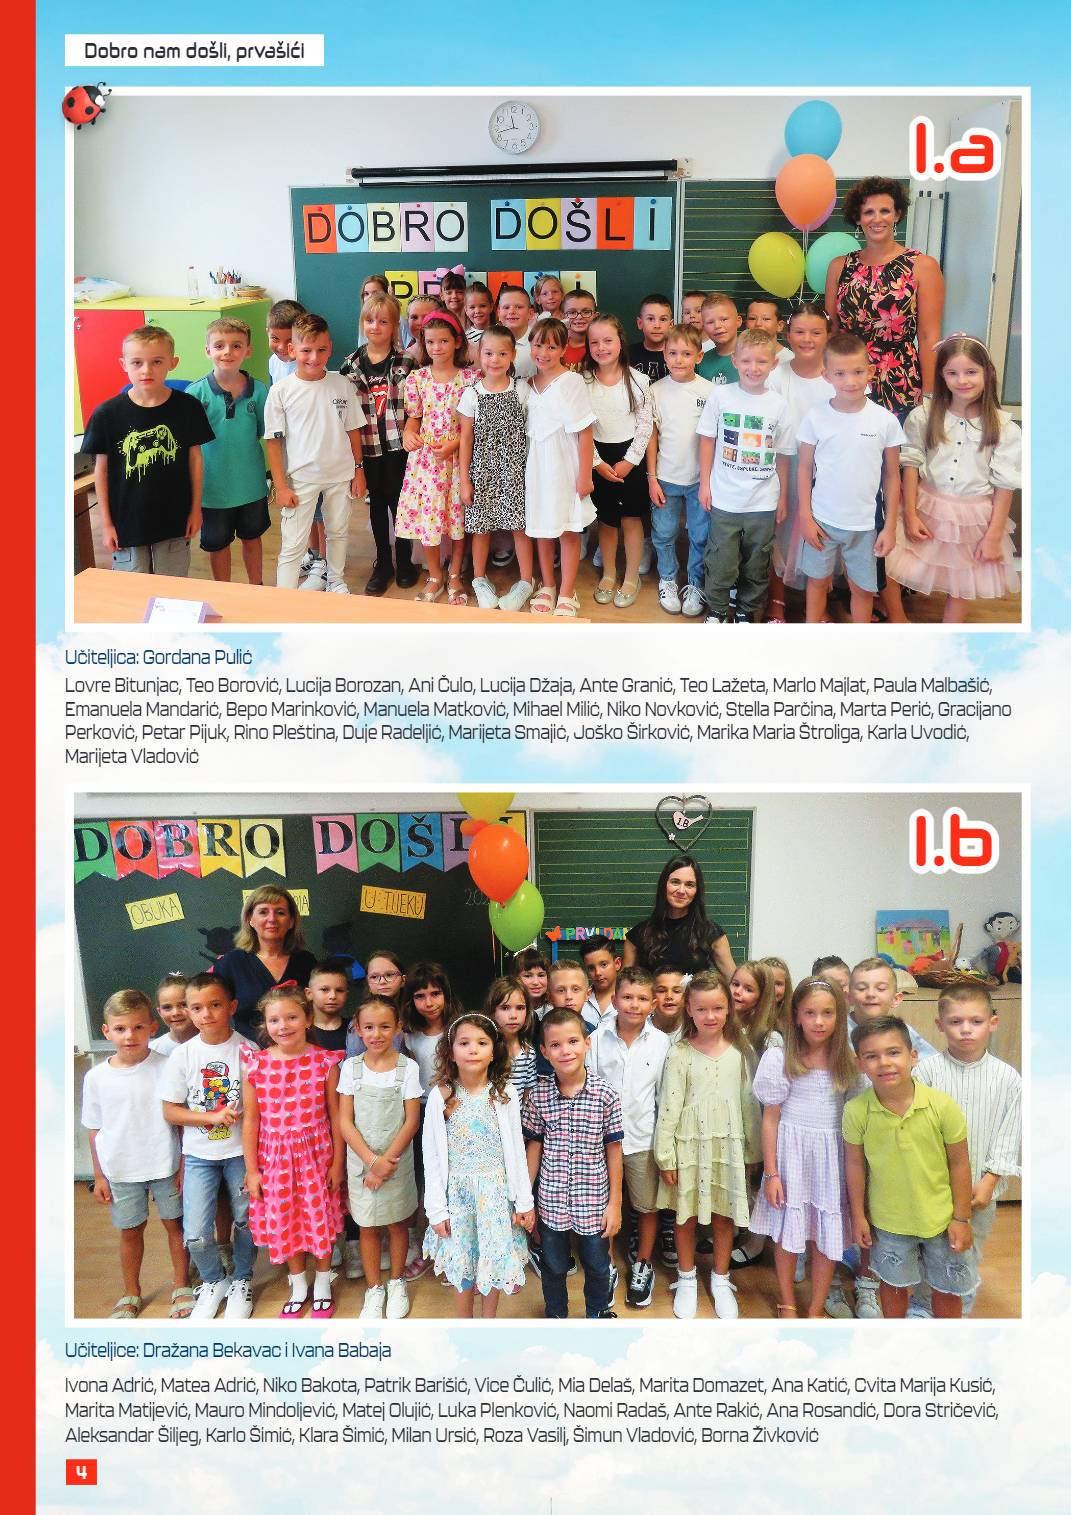 Dobro nam došli, prvašići
I.a
DOBRO DOŠLI
Učiteljica: Gordana Pulić
Lovre Bitunjac, Teo Borović, Lucija Borozan, Ani Čulo, Lucija Džaja, Ante Granić, Teo Lažeta, Marlo Majlat, Paula Malbašić,
Emanuela Mandarić, Bepo Marinković, Manuela Matković, Mihael Milić, Niko Novković, Stella Parčina, Marta Perić, Gracijano
Perković, Petar Pijuk, Rino Pleština, Duje Radeljić, Marijeta Smajić, Joško Širković, Marika Maria Štroliga, Karla Uvodić,
Marijeta Vladović
I.b
I.B
DOBRO DOŠLI
OBUKA
U TIJEKU
PRVI DAN
Učiteljice: Dražana Bekavac i Ivana Babaja
Ivona Adrić, Matea Adrić, Niko Bakota, Patrik Barišić, Vice Čulić, Mia Delaš, Marita Domazet, Ana Katić, Cvita Marija Kusić,
Marita Matijević, Mauro Mindoljević, Matej Olujić, Luka Plenković, Naomi Radaš, Ante Rakić, Ana Rosandić, Dora Stričević,
Aleksandar Šiljeg, Karlo Šimić, Klara Šimić, Milan Ursić, Roza Vasilj, Šimun Vladović, Borna Živković
4